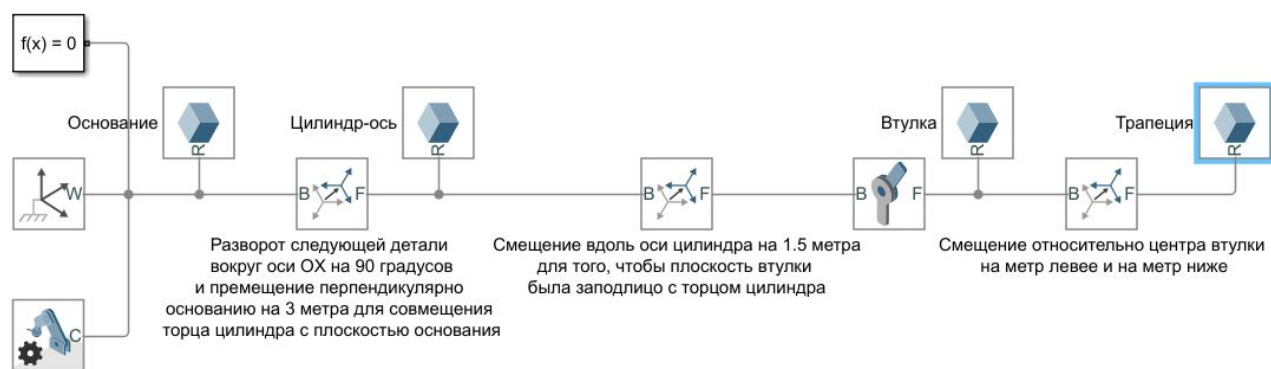 f(x) = 0
Основание
R
Цилиндр-ось
R
Втулка
R
Трапеция
R
W
B
F
B
F
B
F
B
F
Разворот следующей детали
вокруг оси OX на 90 градусов
и премещение перпендикулярно
основанию на 3 метра для совмещения
торца цилиндра с плоскостью основания
Смещение вдоль оси цилиндра на 1.5 метра
для того, чтобы плоскость втулки
была заподлицо с торцом цилиндра
Смещение относительно центра втулки
на метр левее и на метр ниже
C